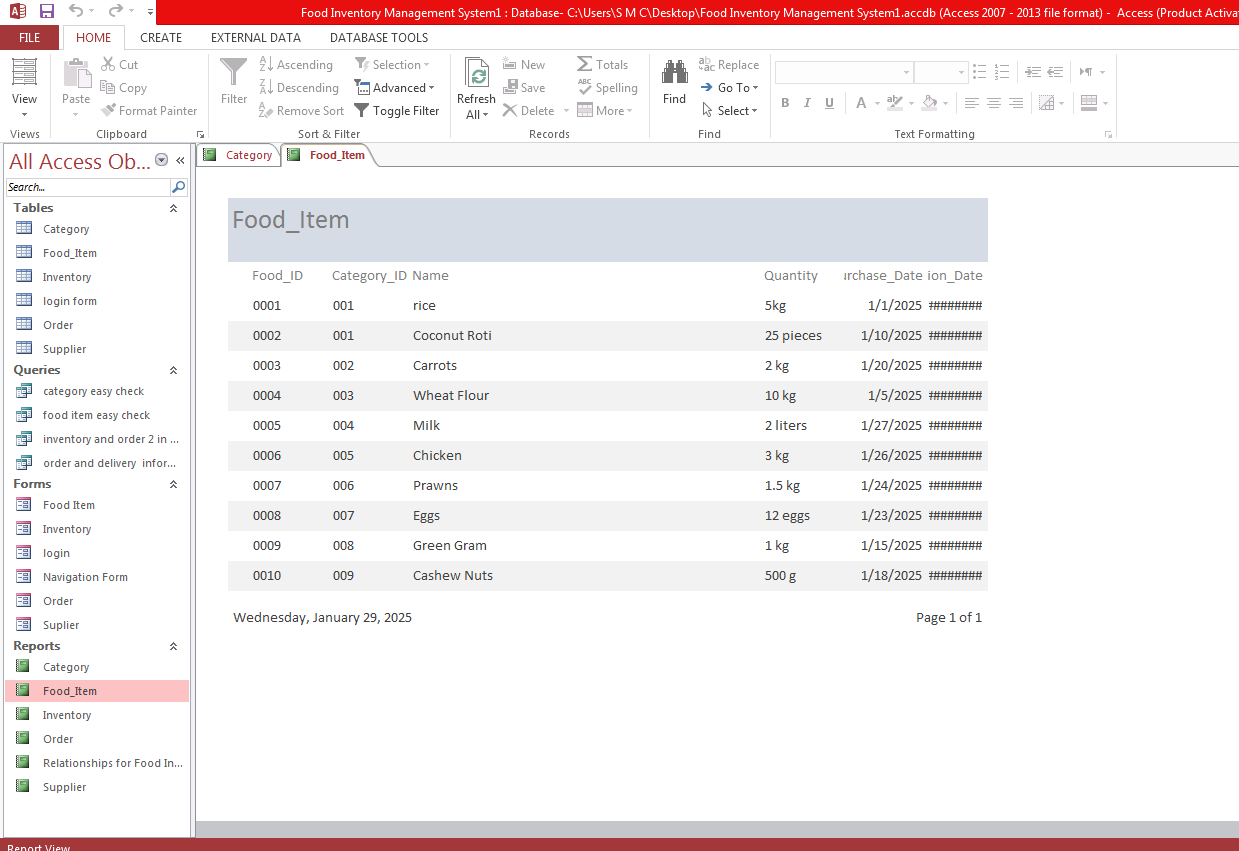 Food Inventory Management System1 : Database- C:\Users\S M C\Desktop\Food Inventory Management System1.accdb (Access 2007 - 2013 file format) - Access (Product Activa
FILE HOME CREATE EXTERNAL DATA DATABASE TOOLS
View
Views
Paste
Cut
Copy
Format Painter
Clipboard
Filter
Ascending
Descending
Remove Sort
Selection
Advanced
Toggle Filter
Sort & Filter
Refresh
All
New
Save
Delete
Totals
Spelling
More
Records
Find
Replace
Go To
Select
Find
B I U A
Text Formatting
All Access Ob...
Search...
Tables
Category
Food_Item
Inventory
login form
Order
Supplier
Queries
category easy check
food item easy check
inventory and order 2 in ...
order and delivery infor...
Forms
Food Item
Inventory
login
Navigation Form
Order
Suplier
Reports
Category
Food_Item
Inventory
Order
Relationships for Food In...
Supplier
Category Food_Item
Food_Item
Food_ID Category_ID Name Quantity urchase_Date ion_Date
0001 001 rice 5kg 1/1/2025 ########
0002 001 Coconut Roti 25 pieces 1/10/2025 ########
0003 002 Carrots 2 kg 1/20/2025 ########
0004 003 Wheat Flour 10 kg 1/5/2025 ########
0005 004 Milk 2 liters 1/27/2025 ########
0006 005 Chicken 3 kg 1/26/2025 ########
0007 006 Prawns 1.5 kg 1/24/2025 ########
0008 007 Eggs 12 eggs 1/23/2025 ########
0009 008 Green Gram 1 kg 1/15/2025 ########
0010 009 Cashew Nuts 500 g 1/18/2025 ########
Wednesday, January 29, 2025 Page 1 of 1
Report View